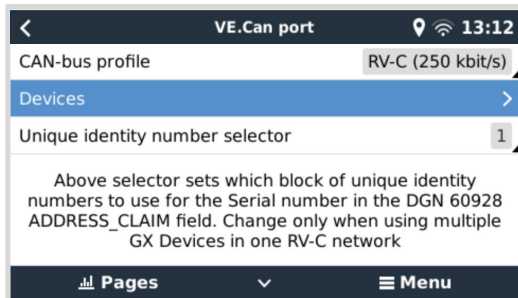 VE.Can port 13:12
CAN-bus profile RV-C (250 kbit/s)
Devices
Unique identity number selector 1
Above selector sets which block of unique identity
numbers to use for the Serial number in the DGN 60928
ADDRESS_CLAIM field. Change only when using multiple
GX Devices in one RV-C network
Pages Menu